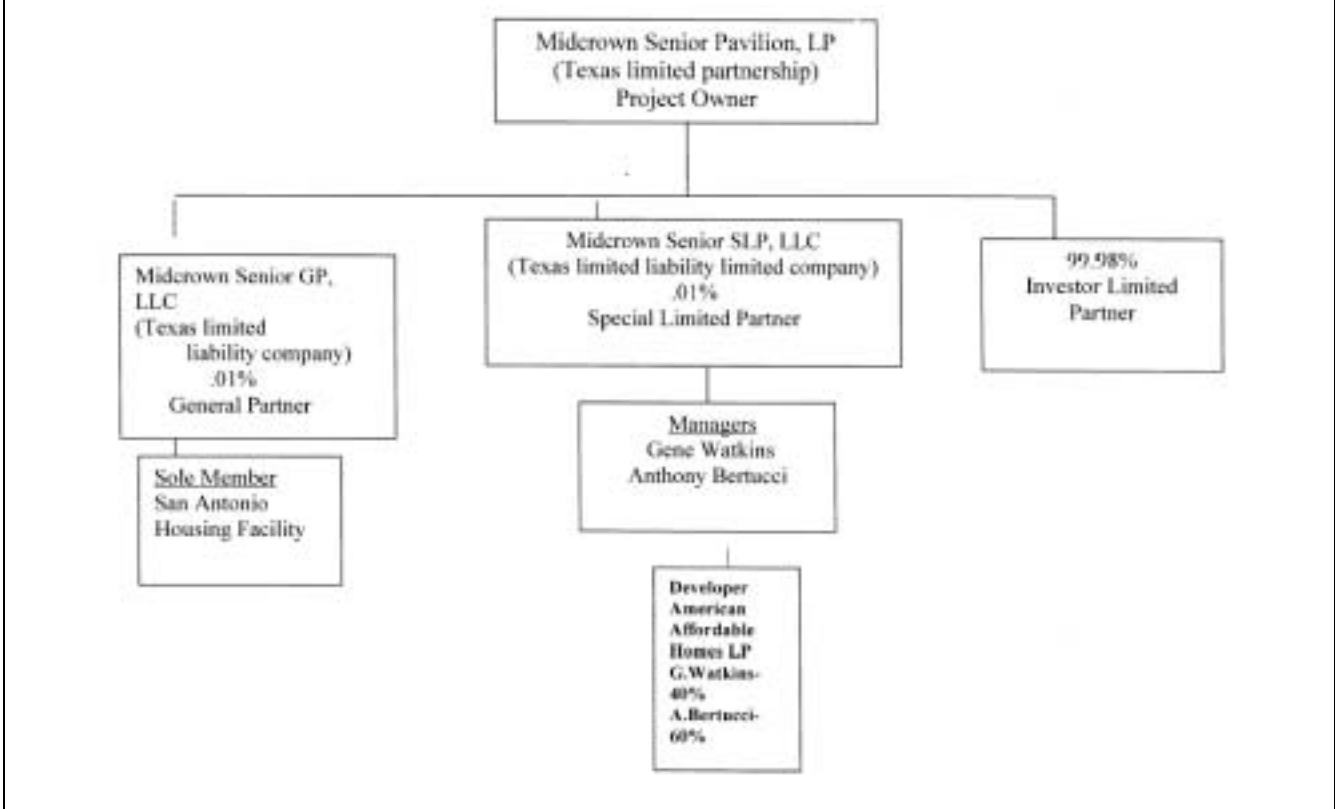 Midcrown Senior Pavilion, LP
(Texas limited partnership)
Project Owner
Midcrown Senior GP,
LLC
(Texas limited
liability company)
.01%
General Partner
Sole Member
San Antonio
Housing Facility
Midcrown Senior SLP, LLC
(Texas limited liability limited company)
.01%
Special Limited Partner
Managers
Gene Watkins
Anthony Bertucci
Developer
American
Affordable
Homes LP
G.Watkins-
40%
A.Bertucci-
60%
99.98%
Investor Limited
Partner